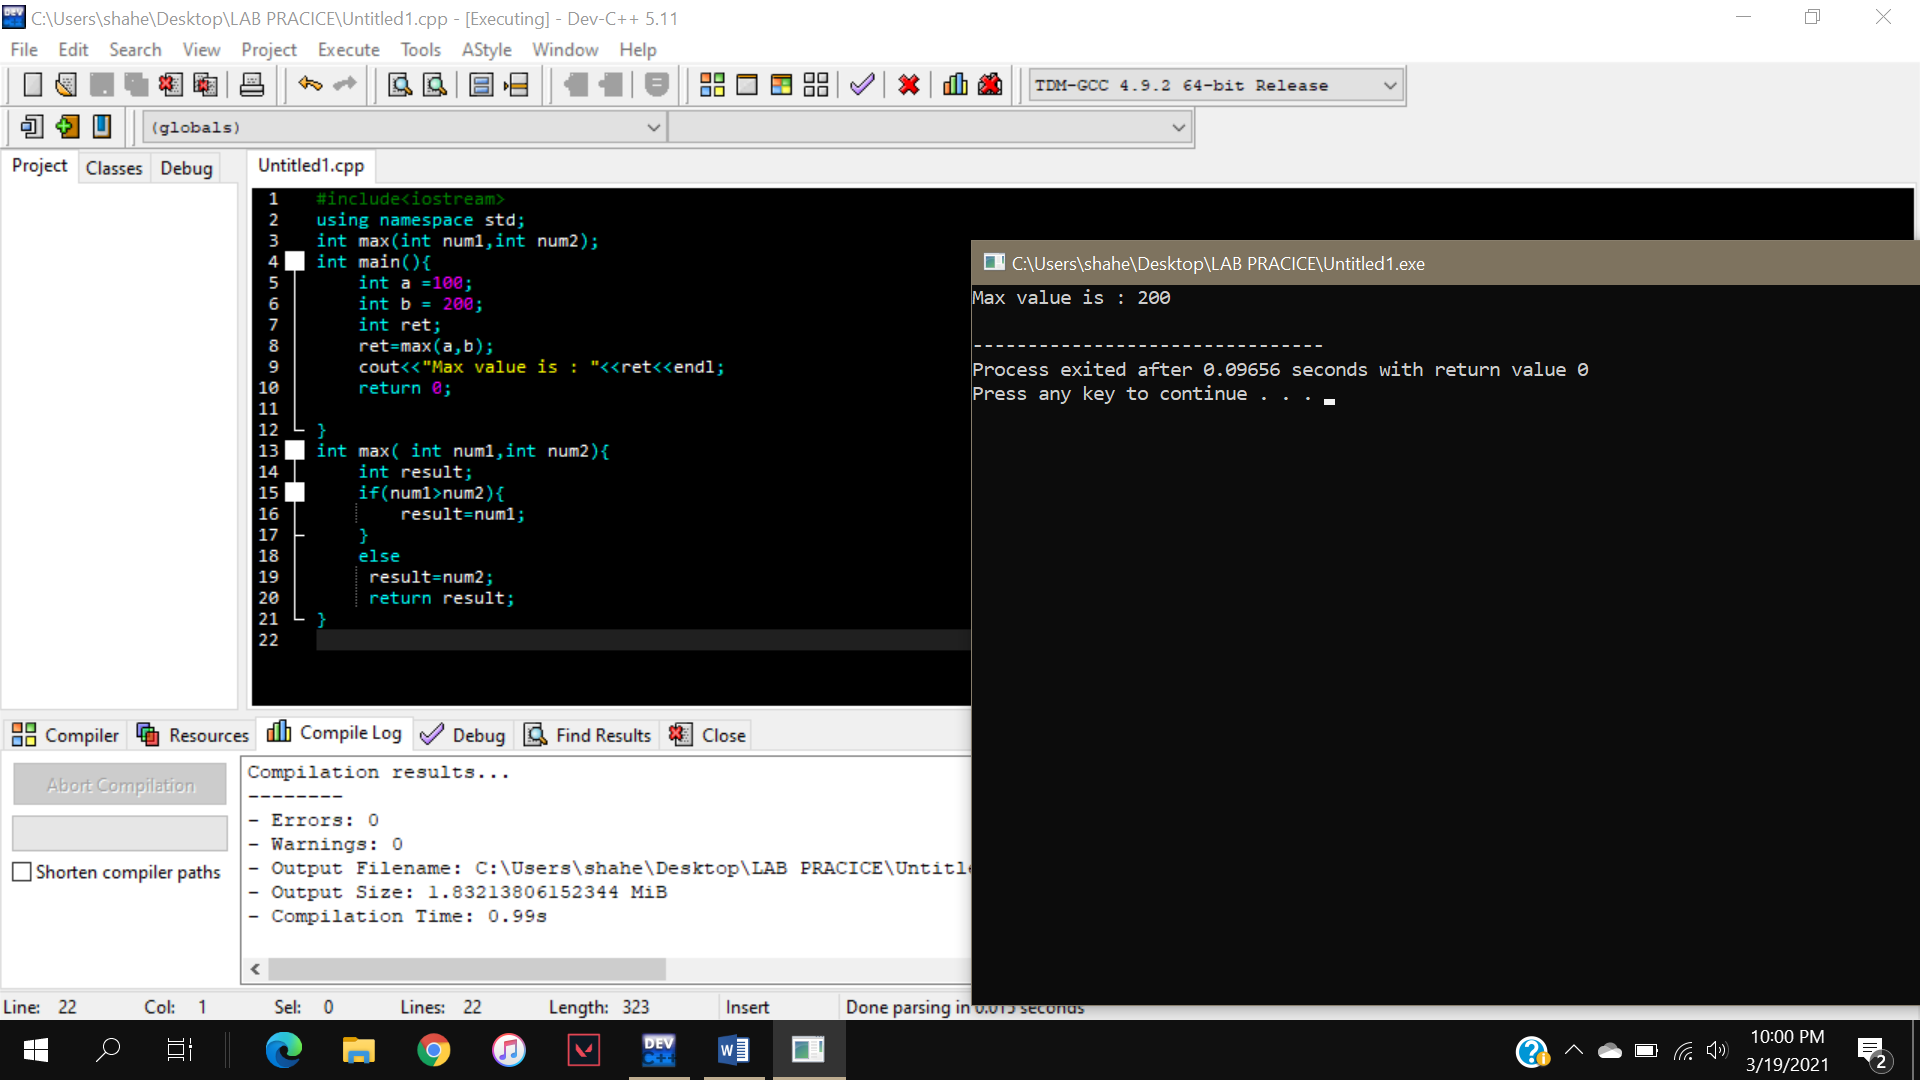 C:\Users\shahe\Desktop\LAB PRACICE\Untitled1.cpp - [Executing] - Dev-C++ 5.11
File Edit Search View Project Execute Tools AStyle Window Help
TDM-GCC 4.9.2 64-bit Release
(globals)
Project Classes Debug
Untitled1.cpp
1 #include<iostream>
2 using namespace std;
3 int max(int num1,int num2);
4 int main(){
5 int a =100;
6 int b = 200;
7 int ret;
8 ret=max(a,b);
9 cout<<"Max value is : "<<ret<<endl;
10 return 0;
11
12 }
13 int max( int num1,int num2){
14 int result;
15 if(num1>num2){
16 result=num1;
17 }
18 else
19 result=num2;
20 return result;
21 }
22
C:\Users\shahe\Desktop\LAB PRACICE\Untitled1.exe
Max value is : 200
--------------------------------
Process exited after 0.09656 seconds with return value 0
Press any key to continue . . .
Compiler Resources Compile Log Debug Find Results Close
Abort Compilation
Shorten compiler paths
Compilation results...
--------
- Errors: 0
- Warnings: 0
- Output Filename: C:\Users\shahe\Desktop\LAB PRACICE\Untitl
- Output Size: 1.83213806152344 MiB
- Compilation Time: 0.99s
Line: 22 Col: 1 Sel: 0 Lines: 22 Length: 323 Insert Done parsing in 0.015 seconds
DEV C++
10:00 PM
3/19/2021
2